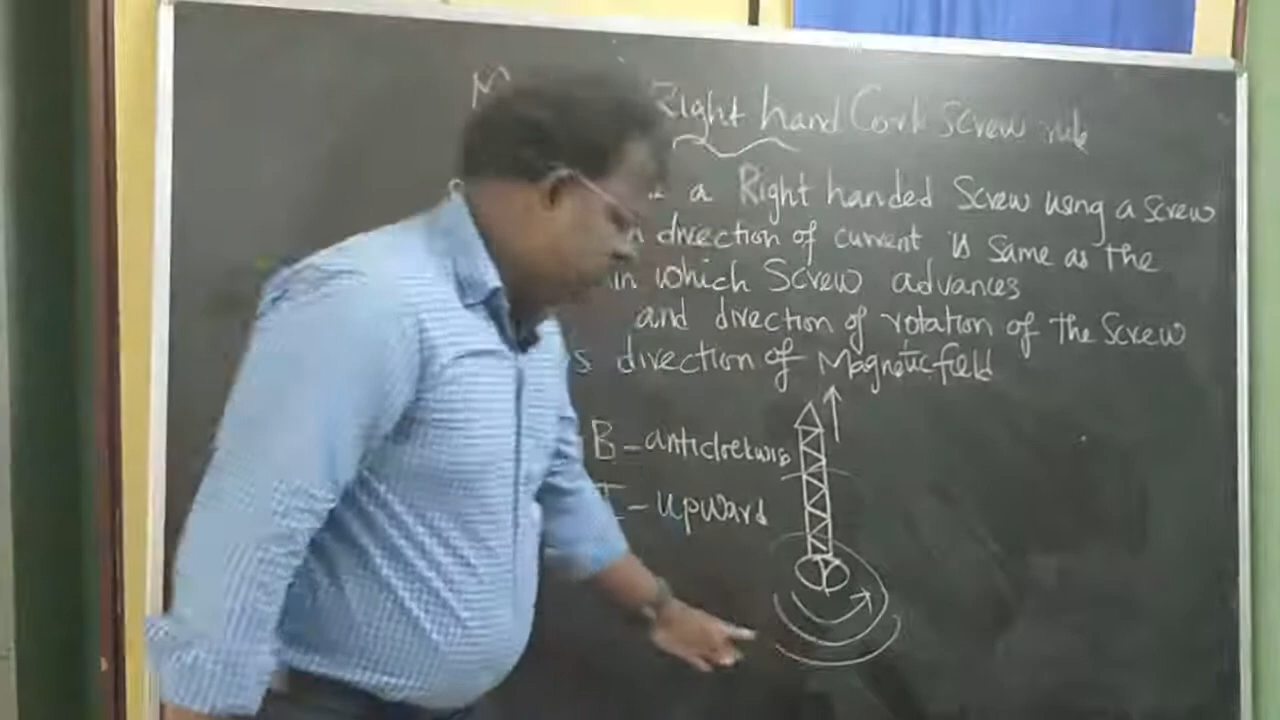 Right hand Cork Screw rule
a Right handed Screw using a screw
direction of current is same as the
in which Screw advances
and direction of rotation of the Screw
direction of Magnetic field
B - anticlockwise
I - upward